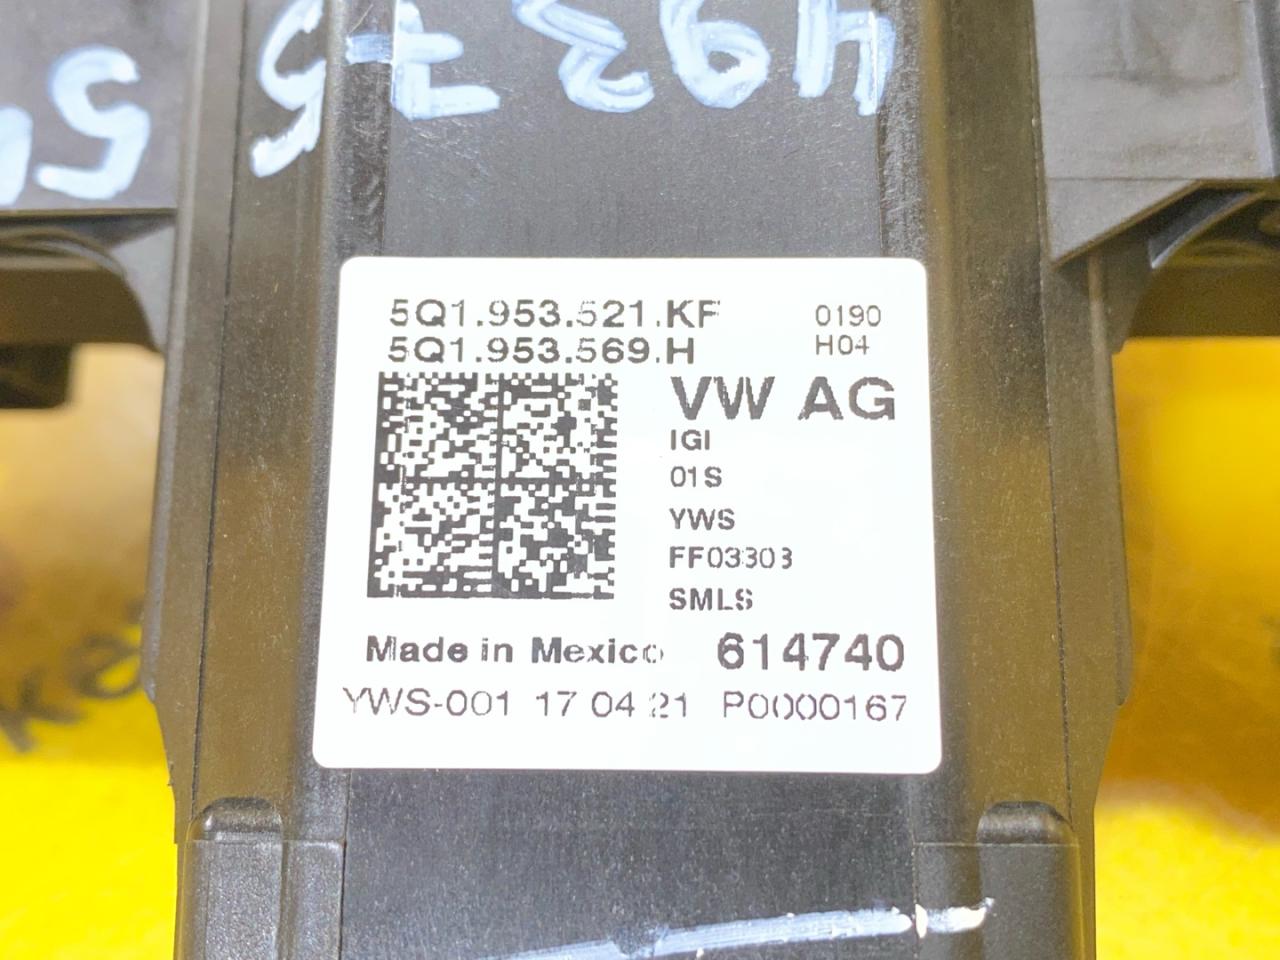 49375
5Q1.953.521.KF 0190
5Q1.953.569.H H04
VW AG
IGI
01S
YWS
FF03303
SMLS
Made in Mexico 614740
YWS-001 17 04 21 P0000167